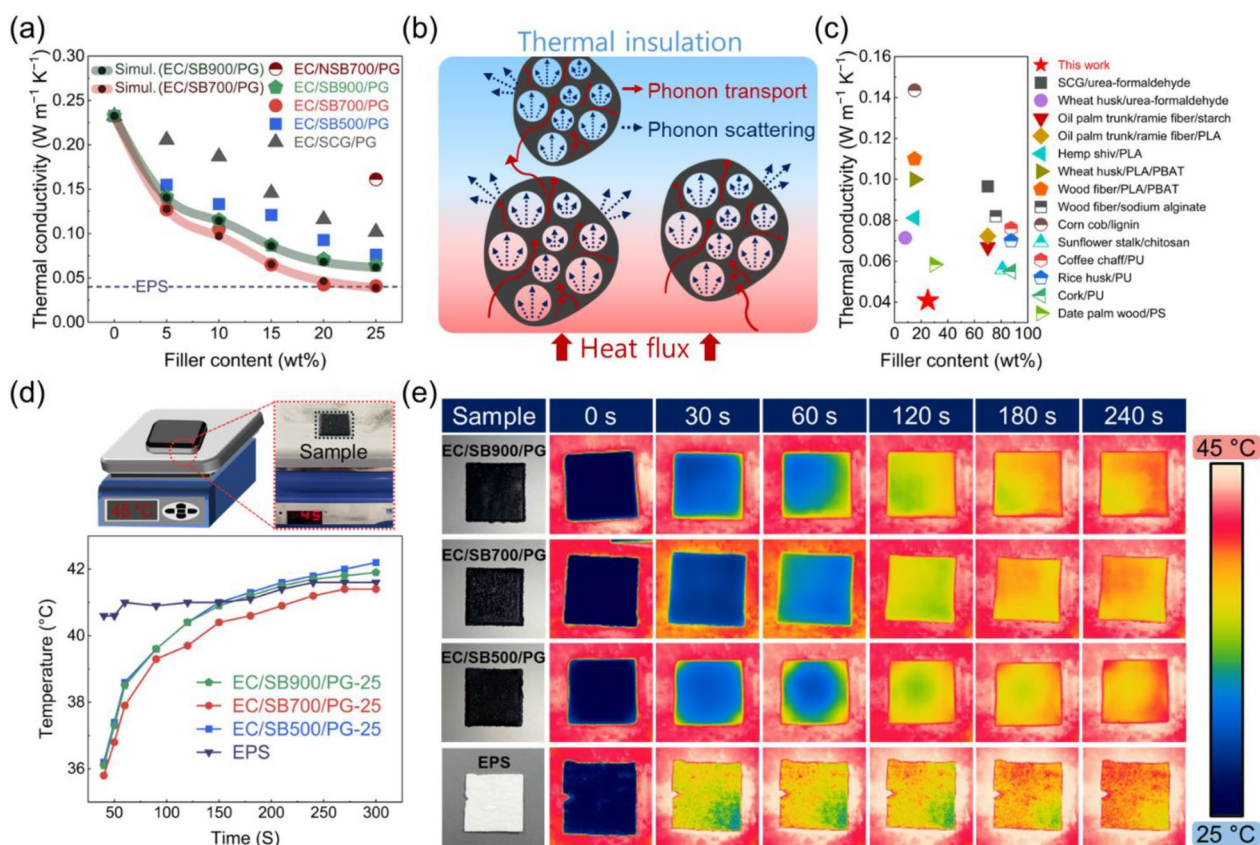 (a)
Thermal conductivity (W m⁻¹ K⁻¹)
0.30
0.25
0.20
0.15
0.10
0.05
0.00
Simul. (EC/SB900/PG)
Simul. (EC/SB700/PG)
EC/NSB700/PG
EC/SB900/PG
EC/SB700/PG
EC/SB500/PG
EC/SCG/PG
EPS
0 5 10 15 20 25
Filler content (wt%)
(b)
Thermal insulation
Phonon transport
Phonon scattering
Heat flux
(c)
Thermal conductivity (W m⁻¹ K⁻¹)
0.16
0.14
0.12
0.10
0.08
0.06
0.04
0 20 40 60 80 100
Filler content (wt%)
This work
SCG/urea-formaldehyde
Wheat husk/urea-formaldehyde
Oil palm trunk/ramie fiber/starch
Oil palm trunk/ramie fiber/PLA
Hemp shiv/PLA
Wheat husk/PLA/PBAT
Wood fiber/PLA/PBAT
Wood fiber/sodium alginate
Corn cob/lignin
Sunflower stalk/chitosan
Coffee chaff/PU
Rice husk/PU
Cork/PU
Date palm wood/PS
(d)
45 °C
Sample
45
Temperature (°C)
42
40
38
36
EC/SB900/PG-25
EC/SB700/PG-25
EC/SB500/PG-25
EPS
50 100 150 200 250 300
Time (S)
(e)
Sample 0 s 30 s 60 s 120 s 180 s 240 s
EC/SB900/PG
EC/SB700/PG
EC/SB500/PG
EPS
45 °C
25 °C